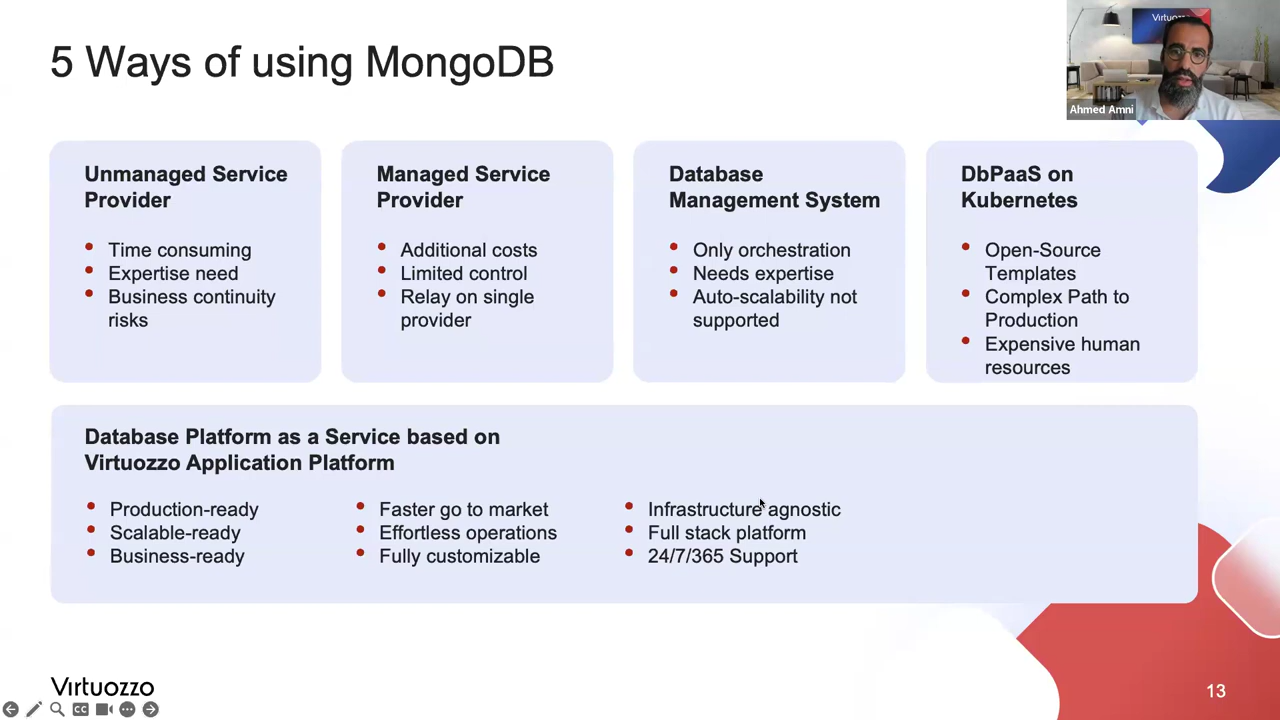 5 Ways of using MongoDB
Virtuozzo
Ahmed Amni
Unmanaged Service
Provider
Time consuming
Expertise need
Business continuity
risks
Managed Service
Provider
Additional costs
Limited control
Relay on single
provider
Database
Management System
Only orchestration
Needs expertise
Auto-scalability not
supported
DbPaaS on
Kubernetes
Open-Source
Templates
Complex Path to
Production
Expensive human
resources
Database Platform as a Service based on
Virtuozzo Application Platform
Production-ready
Scalable-ready
Business-ready
Faster go to market
Effortless operations
Fully customizable
Infrastructure agnostic
Full stack platform
24/7/365 Support
Virtuozzo
CC
13